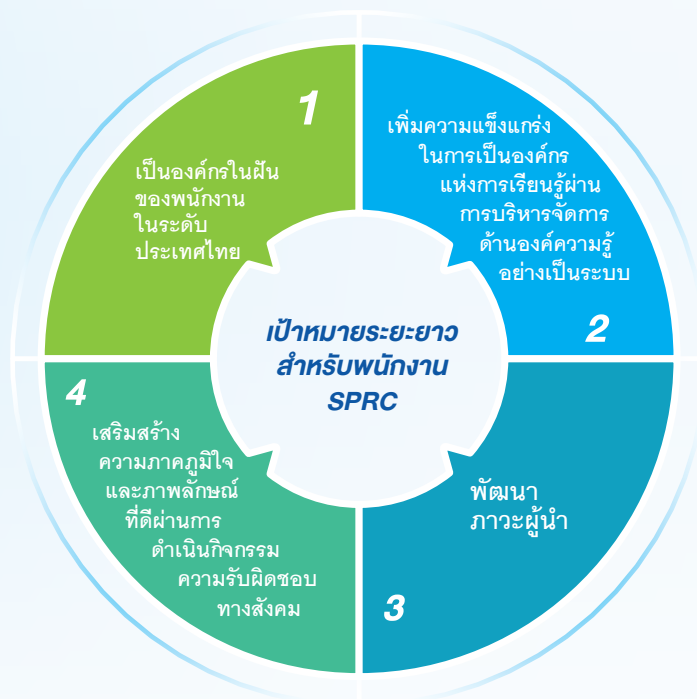 1
เป็นองค์กรในฝัน
ของพนักงาน
ในระดับ
ประเทศไทย
เพิ่มความแข็งแกร่ง
ในการเป็นองค์กร
แห่งการเรียนรู้ผ่าน
การบริหารจัดการ
ด้านองค์ความรู้
อย่างเป็นระบบ
2
เป้าหมายระยะยาว
สำหรับพนักงาน
SPRC
4
เสริมสร้าง
ความภาคภูมิใจ
และภาพลักษณ์
ที่ดีผ่านการ
ดำเนินกิจกรรม
ความรับผิดชอบ
ทางสังคม
พัฒนา
ภาวะผู้นำ
3